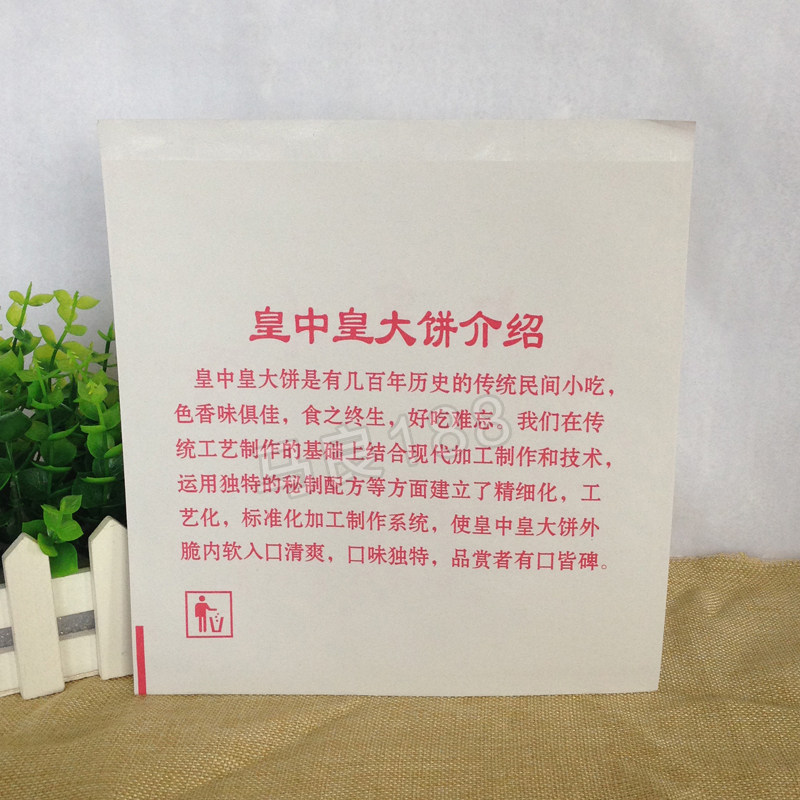 皇中皇大饼介绍
皇中皇大饼是有几百年历史的传统民间小吃，
色香味俱佳，食之终生，好吃难忘。我们在传
统工艺制作的基础上结合现代加工制作和技术，
运用独特的秘制配方等方面建立了精细化，工
艺化，标准化加工制作系统，使皇中皇大饼外
脆内软入口清爽，口味独特，品赏者有口皆碑。
马良188